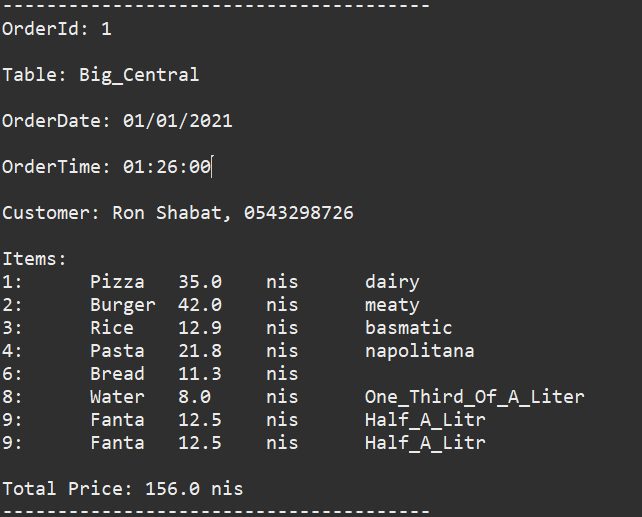 ---------------------------------------
OrderId: 1
Table: Big_Central
OrderDate: 01/01/2021
OrderTime: 01:26:00
Customer: Ron Shabat, 0543298726
Items:
1: Pizza 35.0 nis dairy
2: Burger 42.0 nis meaty
3: Rice 12.9 nis basmatic
4: Pasta 21.8 nis napolitana
6: Bread 11.3 nis
8: Water 8.0 nis One_Third_Of_A_Liter
9: Fanta 12.5 nis Half_A_Litr
9: Fanta 12.5 nis Half_A_Litr
Total Price: 156.0 nis
---------------------------------------